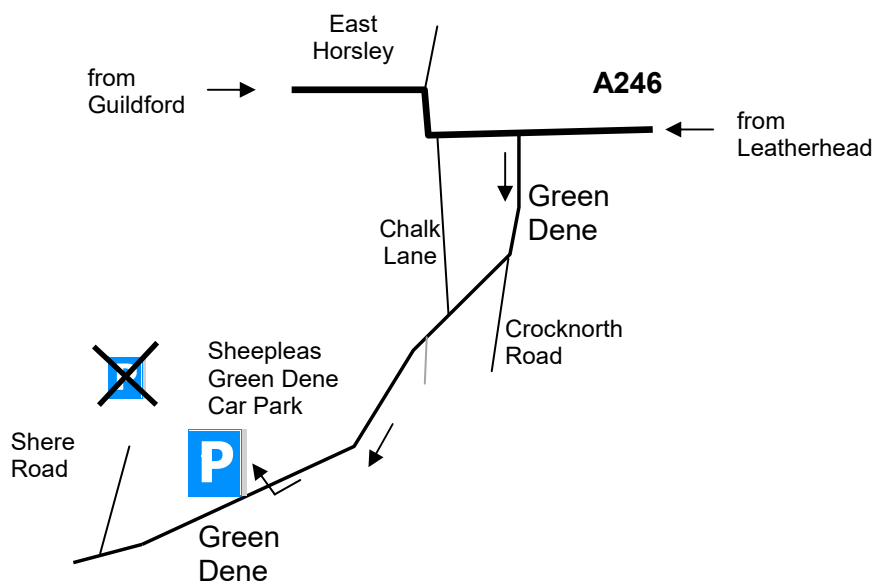 East
Horsley
from
Guildford
A246
from
Leatherhead
Green
Dene
Chalk
Lane
Crocknorth
Road
Sheepleas
Green Dene
Car Park
P
Shere
Road
P
Green
Dene